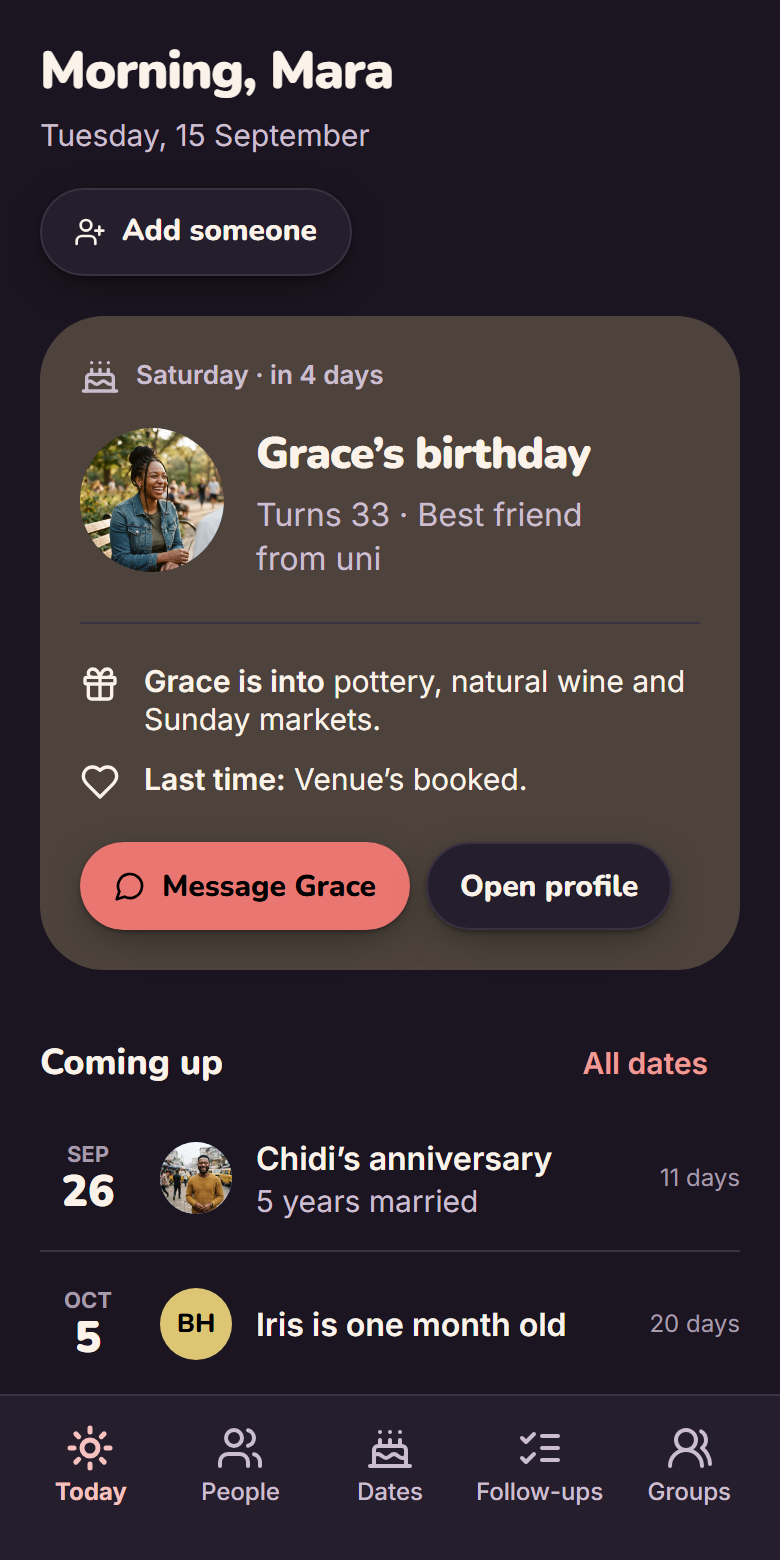 Morning, Mara
Tuesday, 15 September
Add someone
Saturday · in 4 days
Grace’s birthday
Turns 33 · Best friend
from uni
Grace is into pottery, natural wine and
Sunday markets.
Last time: Venue’s booked.
Message Grace
Open profile
Coming up
All dates
SEP
26
Chidi’s anniversary
5 years married
11 days
OCT
5
BH
Iris is one month old
20 days
Today
People
Dates
Follow-ups
Groups